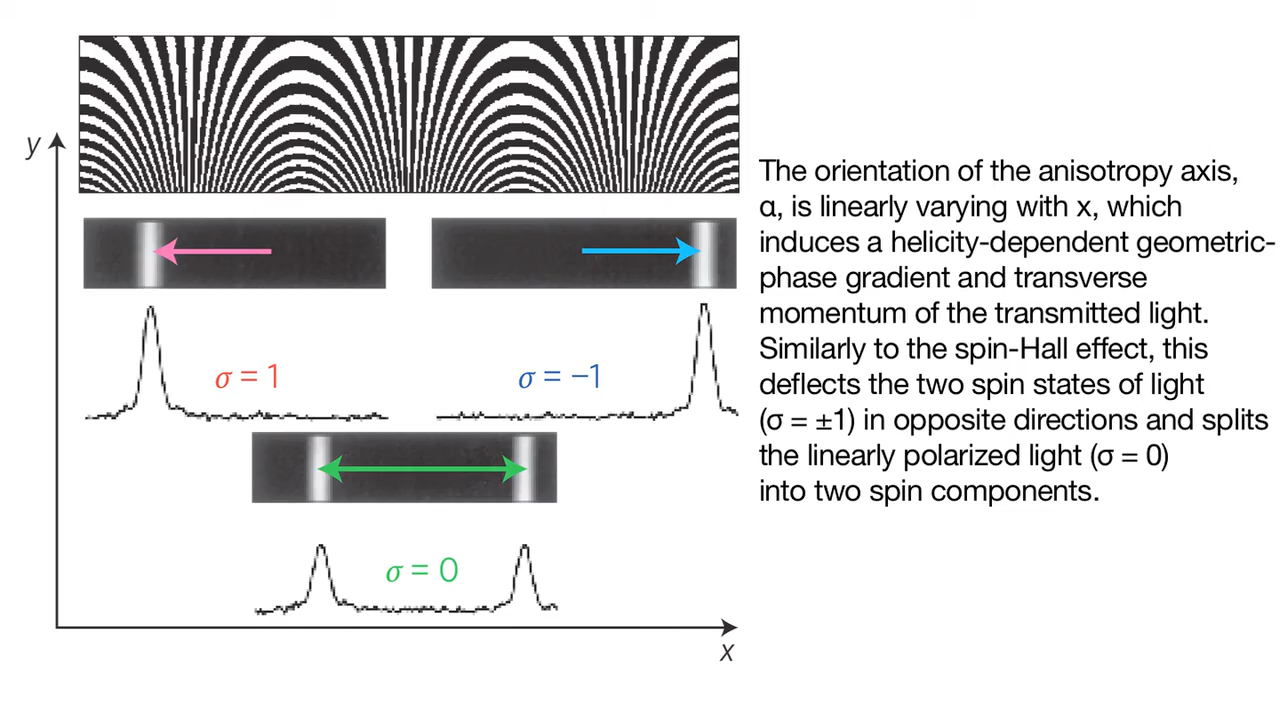 y
σ = 1
σ = −1
σ = 0
x
The orientation of the anisotropy axis,
α, is linearly varying with x, which
induces a helicity-dependent geometric-
phase gradient and transverse
momentum of the transmitted light.
Similarly to the spin-Hall effect, this
deflects the two spin states of light
(σ = ±1) in opposite directions and splits
the linearly polarized light (σ = 0)
into two spin components.